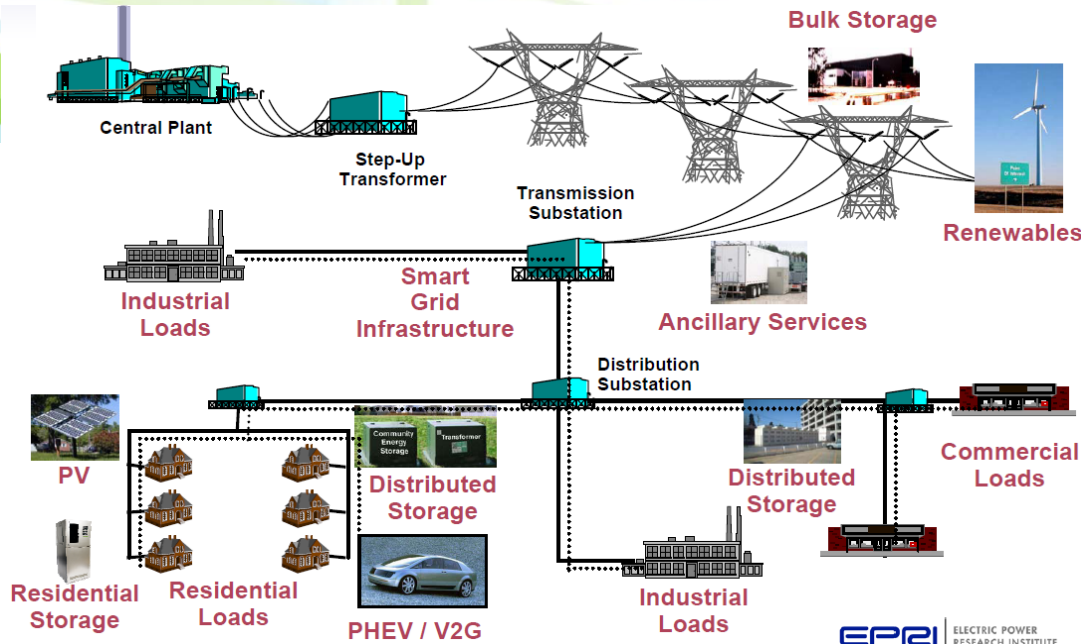 Bulk Storage
Central Plant
Step-Up
Transformer
Transmission
Substation
Renewables
Smart
Grid
Infrastructure
Industrial
Loads
Ancillary Services
Distribution
Substation
Community
Energy
Storage
Transformer
PV
Distributed
Storage
Distributed
Storage
Commercial
Loads
Residential
Storage
Residential
Loads
PHEV / V2G
Industrial
Loads
EPRI
ELECTRIC POWER
RESEARCH INSTITUTE